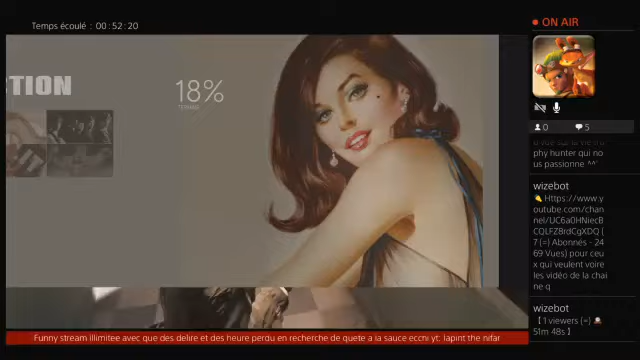 Temps écoulé : 00:52:20
ON AIR
TION
18%
TERMINÉ
0
5
phy hunter qui no
us passionne ^^'
wizebot
Https://www.y
outube.com/chan
nel/UC6a0HNiecB
CQLFZBrdCgXDQ (
7 (=) Abonnés - 24
69 Vues) pour ceu
x qui veulent voire
les vidéo de la chai
ne q
wizebot
【1 viewers (=)
51m 48s】
Funny stream illimitee avec que des delire et des heure perdu en recherche de quete a la sauce eccni yt: lapint the nifar